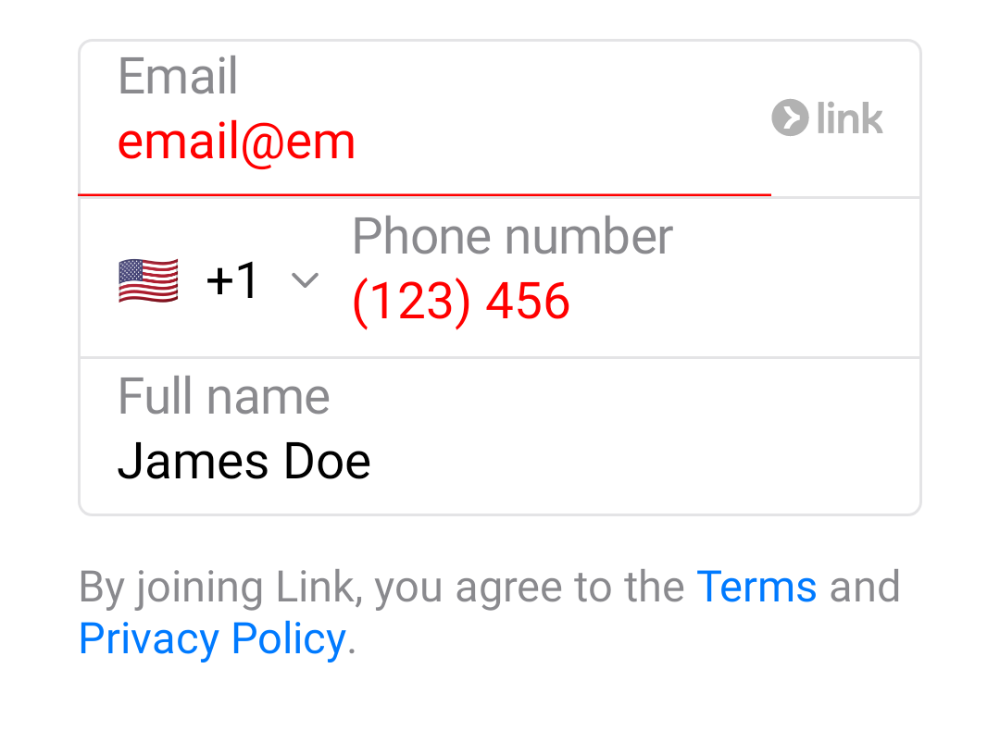 Email
email@em
link
Phone number
+1
(123) 456
Full name
James Doe
By joining Link, you agree to the Terms and
Privacy Policy.